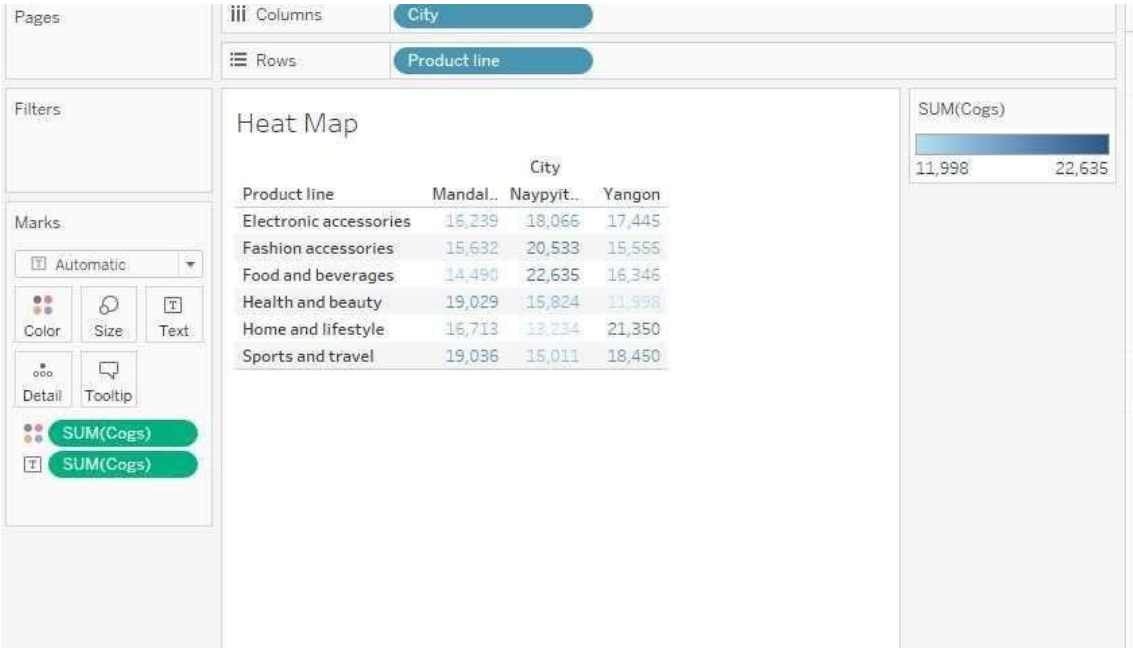 Pages
iii Columns City
Rows Product line
Filters
Heat Map
SUM(Cogs)
11,998 22,635
City
Product line Mandal.. Naypyit.. Yangon
Electronic accessories 16,239 18,066 17,445
Fashion accessories 15,632 20,533 15,555
Food and beverages 14,490 22,635 16,346
Health and beauty 19,029 15,824 11,998
Home and lifestyle 16,713 13,234 21,350
Sports and travel 19,036 15,011 18,450
Marks
T Automatic
Color Size Text
Detail Tooltip
SUM(Cogs)
T SUM(Cogs)